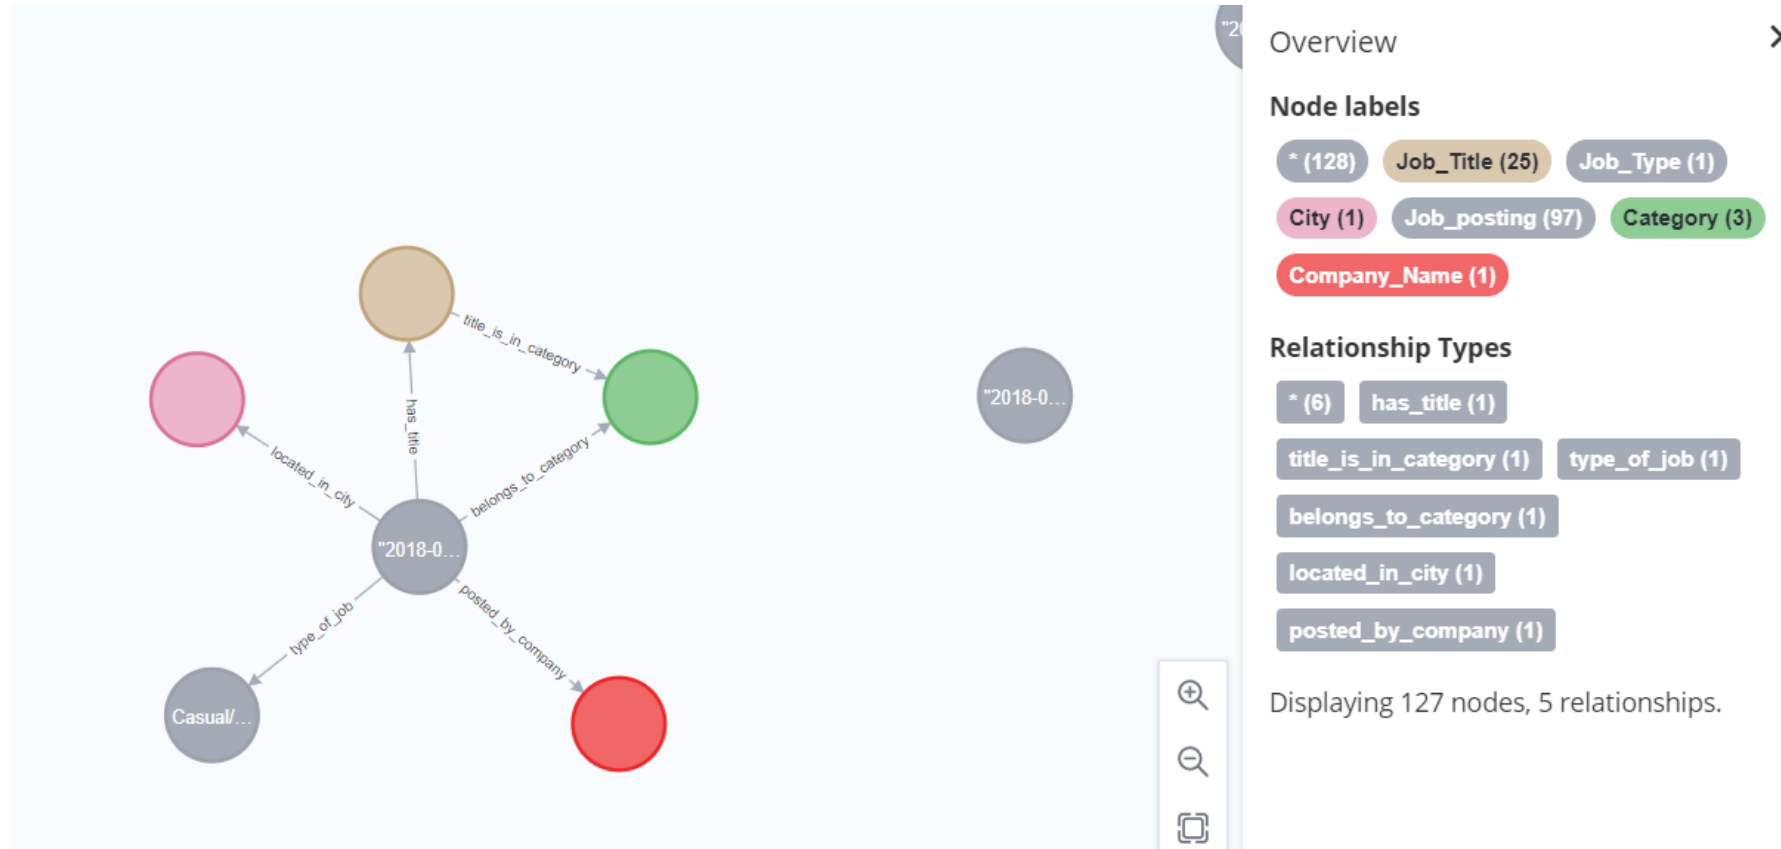 "20
Overview
Node labels
* (128) Job_Title (25) Job_Type (1)
City (1) Job_posting (97) Category (3)
Company_Name (1)
Relationship Types
* (6) has_title (1)
title_is_in_category (1) type_of_job (1)
belongs_to_category (1)
located_in_city (1)
posted_by_company (1)
Displaying 127 nodes, 5 relationships.
title_is_in_category
has_title
"2018-0...
located_in_city
belongs_to_category
"2018-0...
type_of_job
posted_by_company
Casual/...